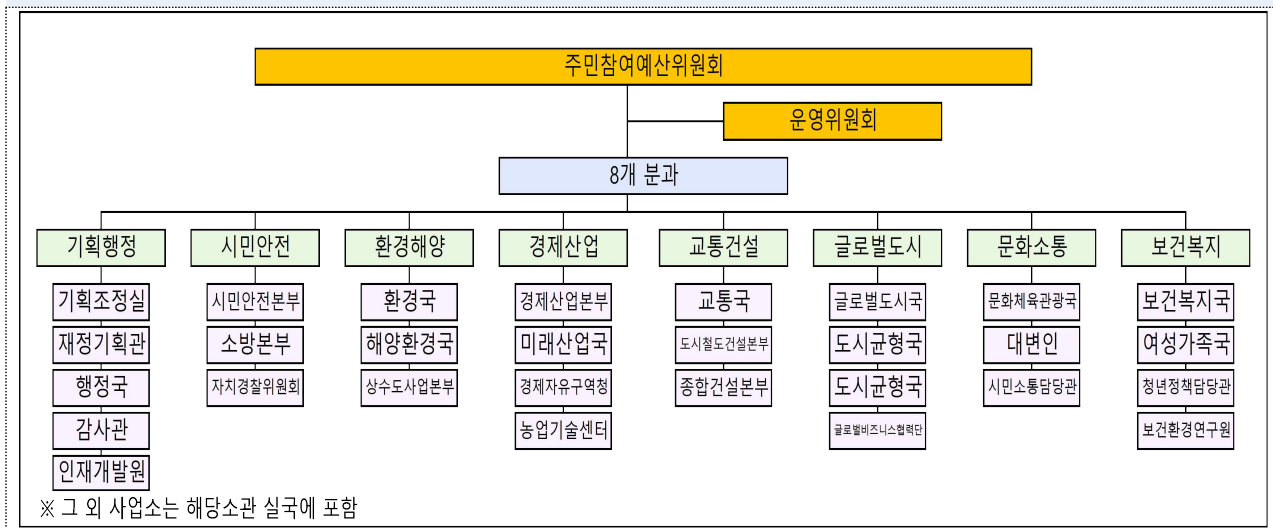 주민참여예산위원회
운영위원회
8개 분과
기획행정
기획조정실
재정기획관
행정국
감사관
인재개발원
시민안전
시민안전본부
소방본부
자치경찰위원회
환경해양
환경국
해양환경국
상수도사업본부
경제산업
경제산업본부
미래산업국
경제자유구역청
농업기술센터
교통건설
교통국
도시철도건설본부
종합건설본부
글로벌도시
글로벌도시국
도시균형국
도시균형국
글로벌비즈니스협력단
문화소통
문화체육관광국
대변인
시민소통담당관
보건복지
보건복지국
여성가족국
청년정책담당관
보건환경연구원
※ 그 외 사업소는 해당소관 실국에 포함